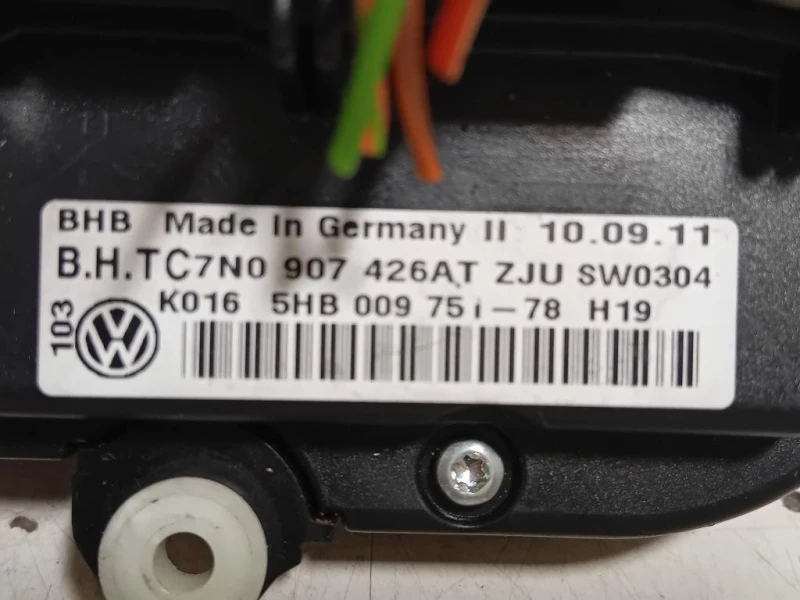 BHB Made In Germany II 10.09.11
B.H.TC7N0 907 426AT ZJU SW0304
K016 5HB 009 751-78 H19
103